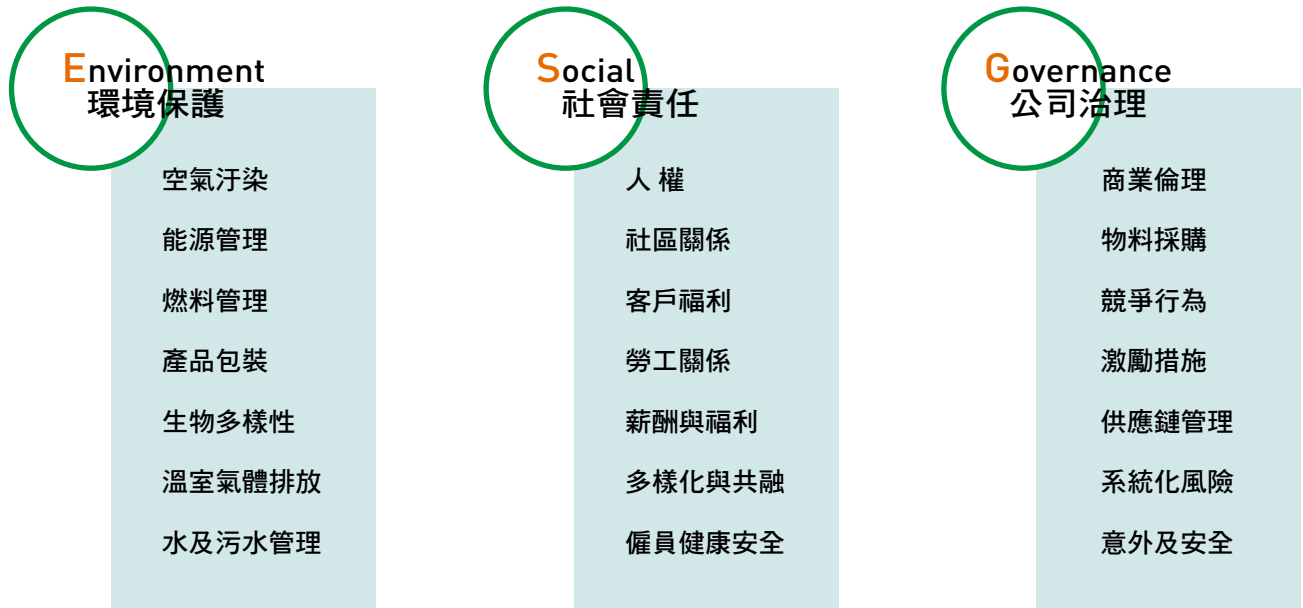 Environment
環境保護
空氣汙染
能源管理
燃料管理
產品包裝
生物多樣性
溫室氣體排放
水及污水管理
Social
社會責任
人權
社區關係
客戶福利
勞工關係
薪酬與福利
多樣化與共融
僱員健康安全
Governance
公司治理
商業倫理
物料採購
競爭行為
激勵措施
供應鏈管理
系統化風險
意外及安全